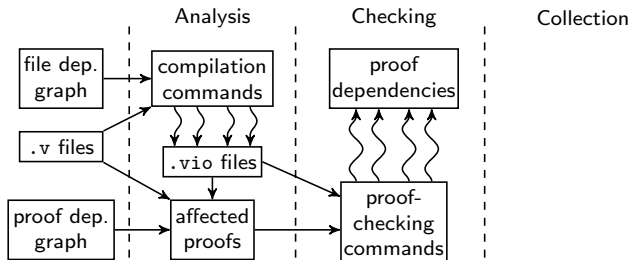 Analysis
Checking
Collection
file dep.
graph
compilation
commands
proof
dependencies
.v files
.vio files
proof dep.
graph
affected
proofs
proof-
checking
commands